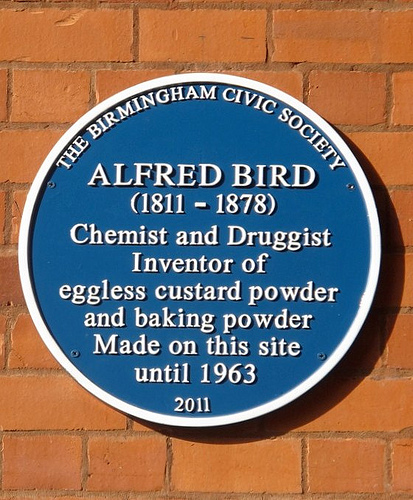 THE BIRMINGHAM CIVIC SOCIETY
ALFRED BIRD
(1811 - 1878)
Chemist and Druggist
Inventor of
eggless custard powder
and baking powder
Made on this site
until 1963
2011